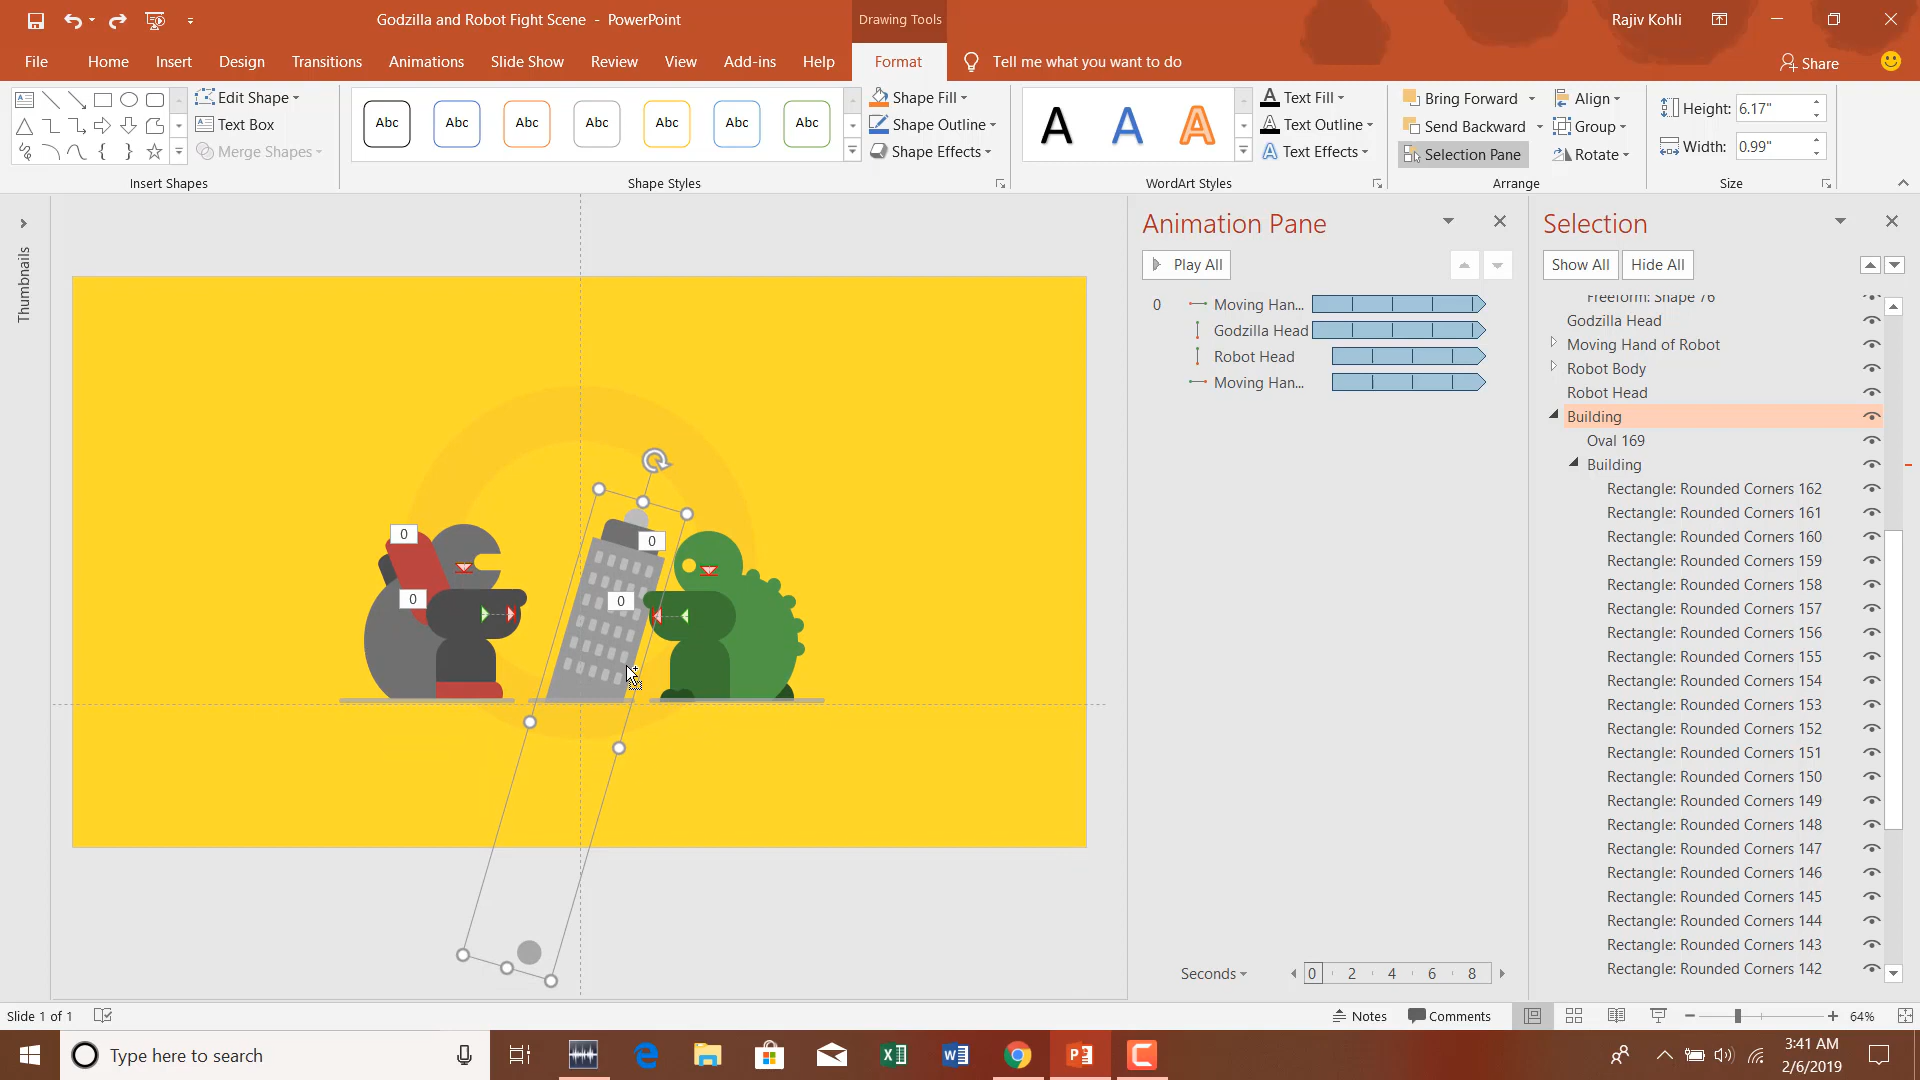 Godzilla and Robot Fight Scene - PowerPoint
Drawing Tools
Rajiv Kohli
File Home Insert Design Transitions Animations Slide Show Review View Add-ins Help Format Tell me what you want to do Share
Edit Shape
Text Box
Merge Shapes
Insert Shapes
Abc Abc Abc Abc Abc Abc Abc
Shape Styles
Shape Fill
Shape Outline
Shape Effects
A A A
WordArt Styles
Text Fill
Text Outline
Text Effects
Bring Forward
Send Backward
Selection Pane
Align
Group
Rotate
Arrange
Height: 6.17"
Width: 0.99"
Size
Thumbnails
0
0
0
0
Animation Pane
Play All
0 Moving Han...
Godzilla Head
Robot Head
Moving Han...
Seconds 0 2 4 6 8
Selection
Show All Hide All
Freeform: Shape 76
Godzilla Head
Moving Hand of Robot
Robot Body
Robot Head
Building
Oval 169
Building
Rectangle: Rounded Corners 162
Rectangle: Rounded Corners 161
Rectangle: Rounded Corners 160
Rectangle: Rounded Corners 159
Rectangle: Rounded Corners 158
Rectangle: Rounded Corners 157
Rectangle: Rounded Corners 156
Rectangle: Rounded Corners 155
Rectangle: Rounded Corners 154
Rectangle: Rounded Corners 153
Rectangle: Rounded Corners 152
Rectangle: Rounded Corners 151
Rectangle: Rounded Corners 150
Rectangle: Rounded Corners 149
Rectangle: Rounded Corners 148
Rectangle: Rounded Corners 147
Rectangle: Rounded Corners 146
Rectangle: Rounded Corners 145
Rectangle: Rounded Corners 144
Rectangle: Rounded Corners 143
Rectangle: Rounded Corners 142
Slide 1 of 1
Notes Comments 64%
Type here to search
3:41 AM
2/6/2019